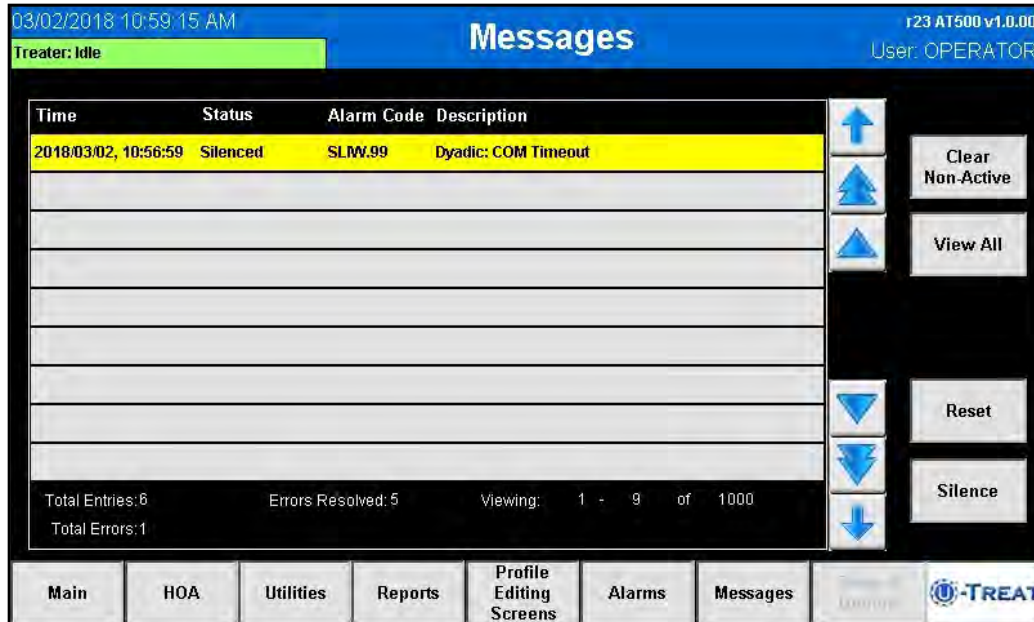 03/02/2018 10:59:15 AM
Messages
r23 AT500 v1.0.00
Treater: Idle
User: OPERATOR
Time Status Alarm Code Description
2018/03/02, 10:56:59 Silenced SLIW.99 Dyadic: COM Timeout
Clear
Non-Active
View All
Reset
Silence
Total Entries:6 Errors Resolved:5 Viewing: 1 - 9 of 1000
Total Errors:1
Main HOA Utilities Reports Profile
Editing
Screens Alarms Messages
U-TREAT